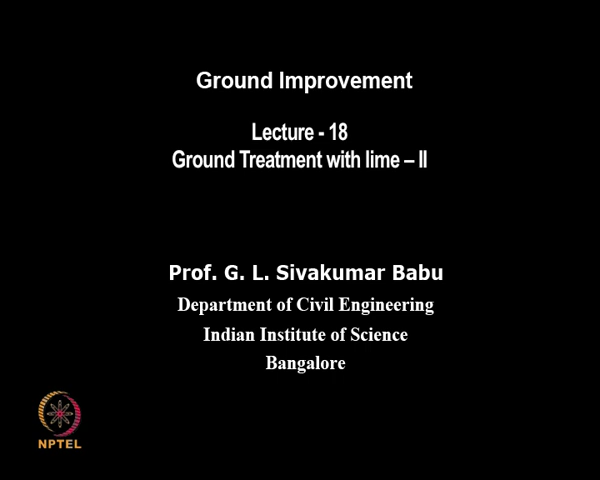 Ground Improvement
Lecture - 18
Ground Treatment with lime – II
Prof. G. L. Sivakumar Babu
Department of Civil Engineering
Indian Institute of Science
Bangalore
NPTEL